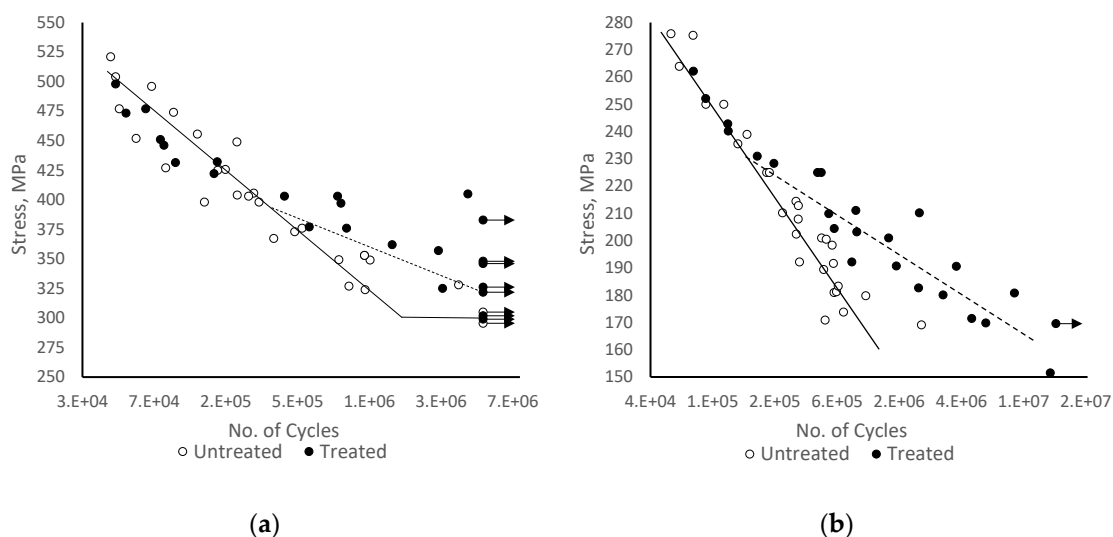 550
525
500
475
450
425
400
375
350
325
300
275
250
Stress, MPa
3.E+04 7.E+04 2.E+05 5.E+05 1.E+06 3.E+06 7.E+06
No. of Cycles
Untreated Treated
(a)
280
270
260
250
240
230
220
210
200
190
180
170
160
150
Stress, MPa
4.E+04 1.E+05 2.E+05 6.E+05 2.E+06 4.E+06 1.E+07 2.E+07
No. of Cycles
Untreated Treated
(b)